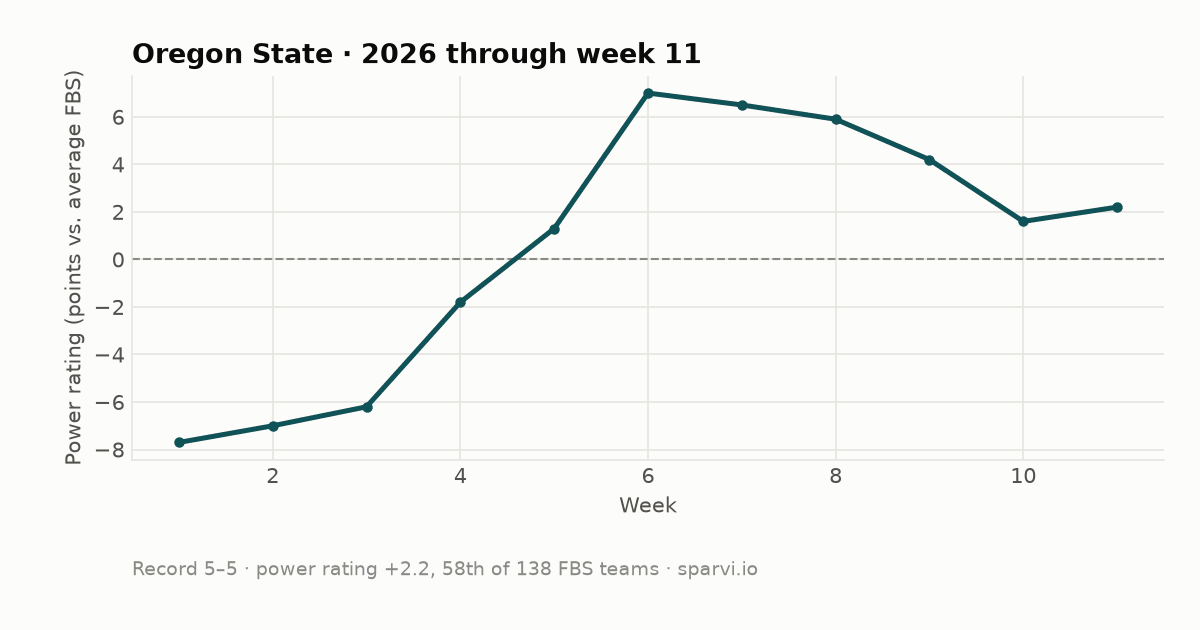 Oregon State · 2026 through week 11
Power rating (points vs. average FBS)
6
4
2
0
−2
−4
−6
−8
2 4 6 8 10
Week
Record 5–5 · power rating +2.2, 58th of 138 FBS teams · sparvi.io